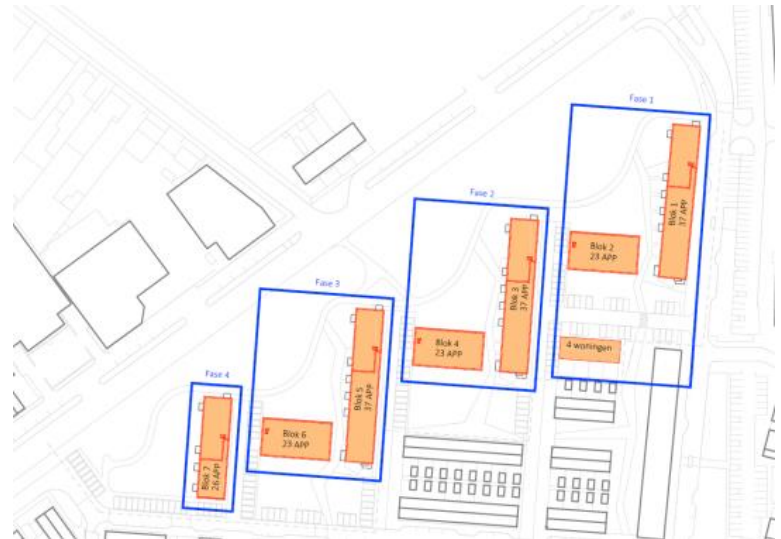 Fase 1
Blok 1
37 APP
Blok 2
23 APP
4 woningen
Fase 2
Blok 3
37 APP
Blok 4
23 APP
Fase 3
Blok 5
37 APP
Blok 6
23 APP
Fase 4
Blok 7
26 APP